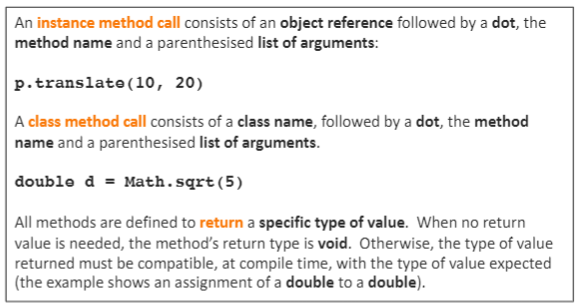 An instance method call consists of an object reference followed by a dot, the
method name and a parenthesised list of arguments:
p.translate(10, 20)
A class method call consists of a class name, followed by a dot, the method
name and a parenthesised list of arguments.
double d = Math.sqrt(5)
All methods are defined to return a specific type of value.  When no return
value is needed, the method's return type is void.  Otherwise, the type of value
returned must be compatible, at compile time, with the type of value expected
(the example shows an assignment of a double to a double).